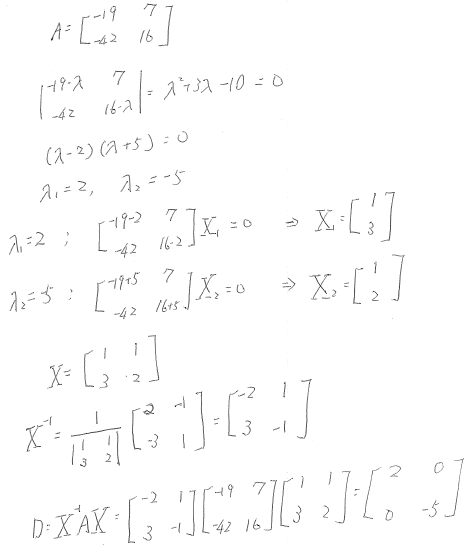 A = [-19 7
-42 16]
|-19-λ 7
-42 16-λ| = λ²+3λ-10 = 0
(λ-2)(λ+5) = 0
λ₁=2, λ₂=-5
λ₁=2 ; [-19-2 7
-42 16-2] X₁ = 0 ⇒ X₁=[1
3]
λ₂=-5 : [-19+5 7
-42 16+5] X₂ = 0 ⇒ X₂=[1
2]
X= [1 1
3 2]
X⁻¹ = 1/|1 1
3 2| [2 -1
-3 1] = [-2 1
3 -1]
D=X⁻¹AX = [-2 1
3 -1][-19 7
-42 16][1 1
3 2] = [2 0
0 -5]